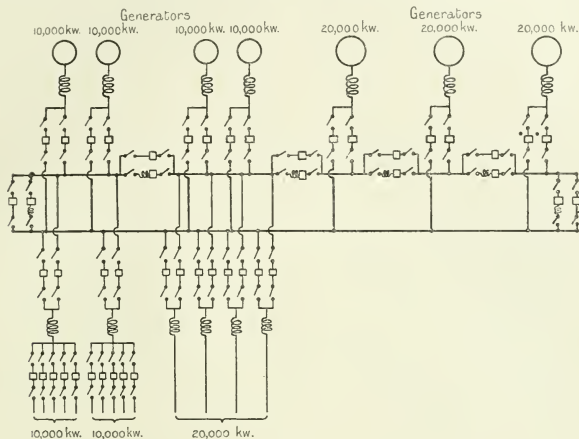 Generators
Generators
10,000 kw. 10,000 kw. 10,000 kw. 10,000 kw. 20,000 kw. 20,000 kw. 20,000 kw.
10,000 kw. 10,000 kw. 20,000 kw.